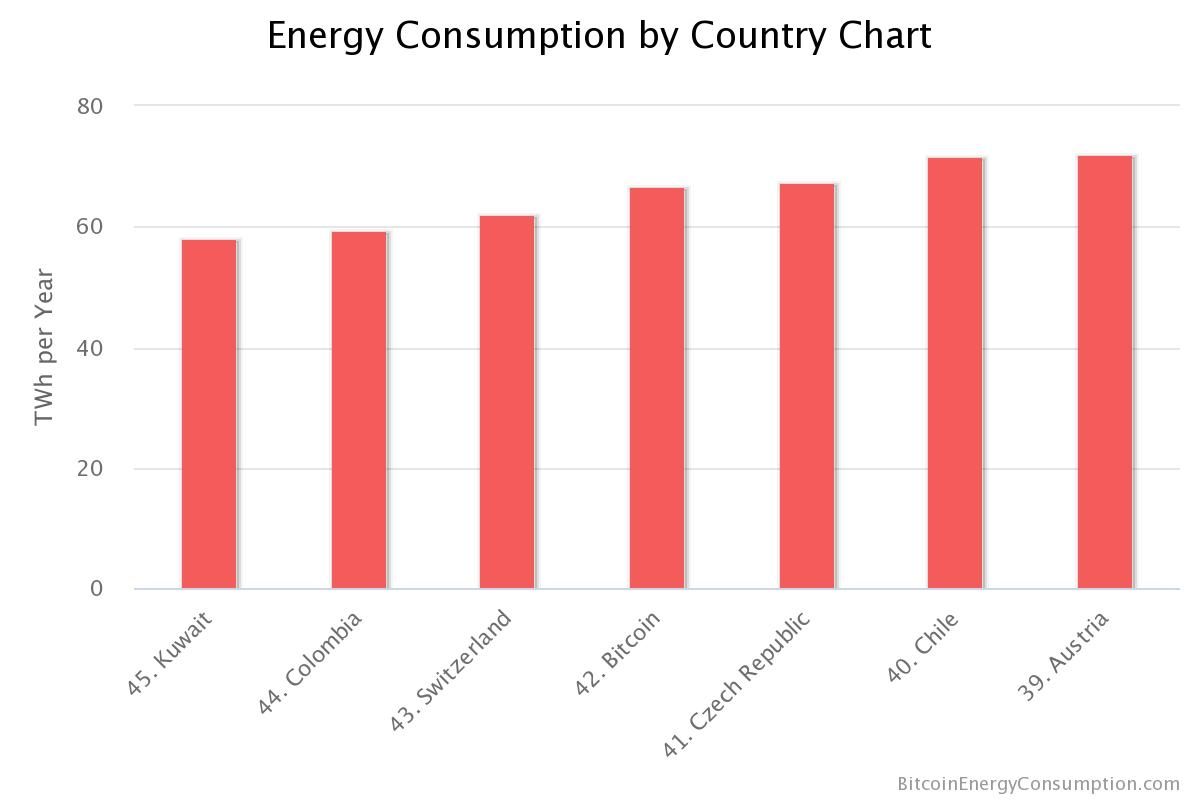 Energy Consumption by Country Chart
TWh per Year
80
60
40
20
0
45. Kuwait
44. Colombia
43. Switzerland
42. Bitcoin
41. Czech Republic
40. Chile
39. Austria
BitcoinEnergyConsumption.com